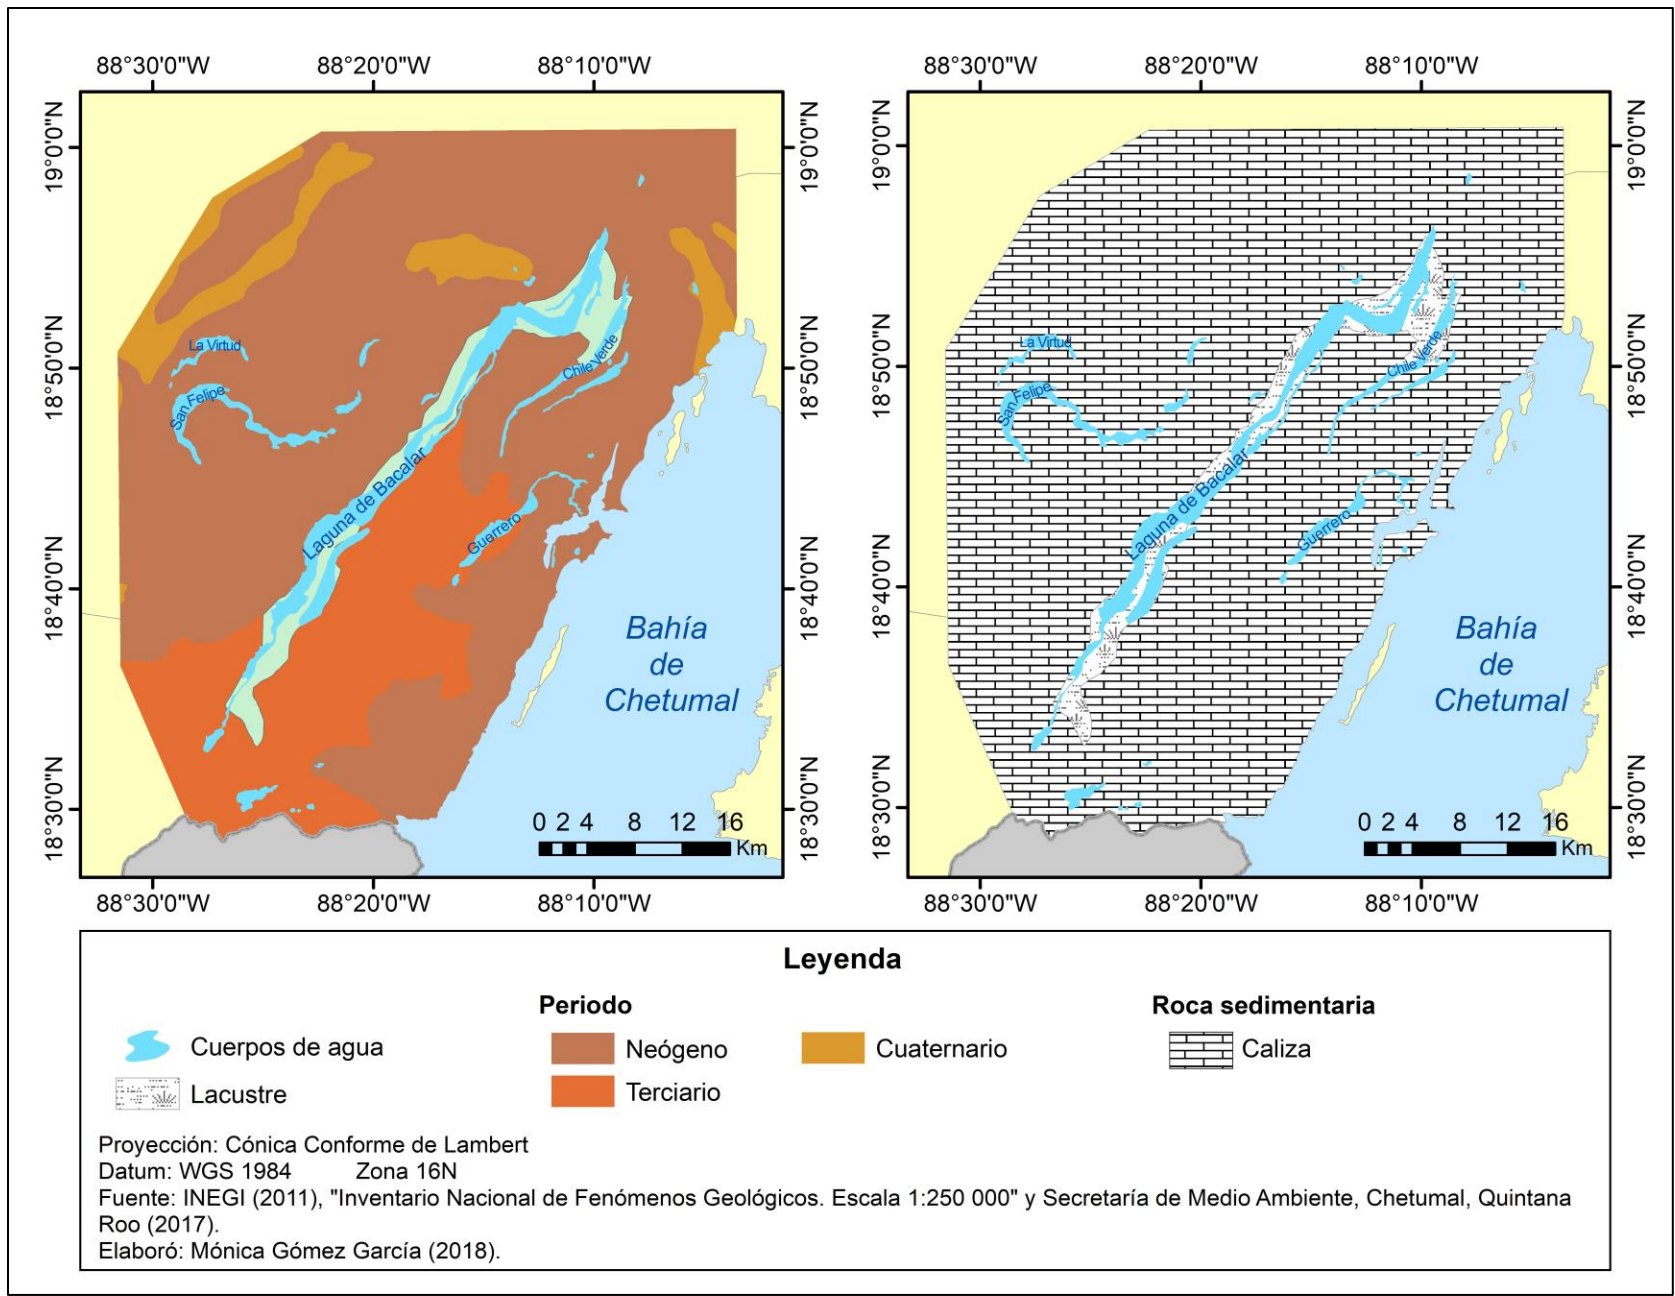 88°30'0"W 88°20'0"W 88°10'0"W
19°0'0"N
18°50'0"N
18°40'0"N
18°30'0"N
19°0'0"N
18°50'0"N
18°40'0"N
18°30'0"N
La Virtud
San Felipe
Chile Verde
Laguna de Bacalar
Guerrero
Bahía
de
Chetumal
0 2 4 8 12 16
Km
88°30'0"W 88°20'0"W 88°10'0"W
88°30'0"W 88°20'0"W 88°10'0"W
19°0'0"N
18°50'0"N
18°40'0"N
18°30'0"N
19°0'0"N
18°50'0"N
18°40'0"N
18°30'0"N
La Virtud
San Felipe
Chile Verde
Laguna de Bacalar
Guerrero
Bahía
de
Chetumal
0 2 4 8 12 16
Km
88°30'0"W 88°20'0"W 88°10'0"W
Leyenda
Periodo Roca sedimentaria
Cuerpos de agua Neógeno Cuaternario Caliza
Lacustre Terciario
Proyección: Cónica Conforme de Lambert
Datum: WGS 1984 Zona 16N
Fuente: INEGI (2011), "Inventario Nacional de Fenómenos Geológicos. Escala 1:250 000" y Secretaría de Medio Ambiente, Chetumal, Quintana
Roo (2017).
Elaboró: Mónica Gómez García (2018).